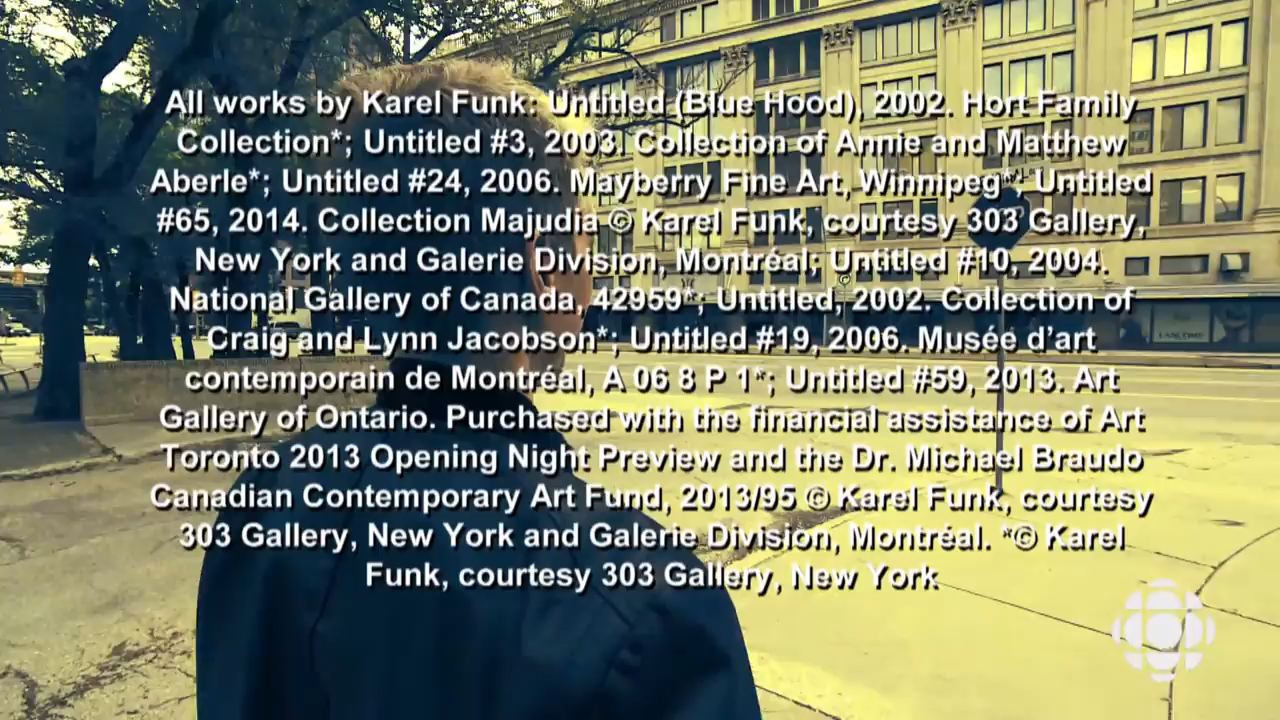 All works by Karel Funk: Untitled (Blue Hood), 2002. Hort Family
Collection*; Untitled #3, 2003. Collection of Annie and Matthew
Aberle*; Untitled #24, 2006. Mayberry Fine Art, Winnipeg*; Untitled
#65, 2014. Collection Majudia © Karel Funk, courtesy 303 Gallery,
New York and Galerie Division, Montréal; Untitled #10, 2004.
National Gallery of Canada, 42959*; Untitled, 2002. Collection of
Craig and Lynn Jacobson*; Untitled #19, 2006. Musée d’art
contemporain de Montréal, A 06 8 P 1*; Untitled #59, 2013. Art
Gallery of Ontario. Purchased with the financial assistance of Art
Toronto 2013 Opening Night Preview and the Dr. Michael Braudo
Canadian Contemporary Art Fund, 2013/95 © Karel Funk, courtesy
303 Gallery, New York and Galerie Division, Montréal. *© Karel
Funk, courtesy 303 Gallery, New York
LANCOME